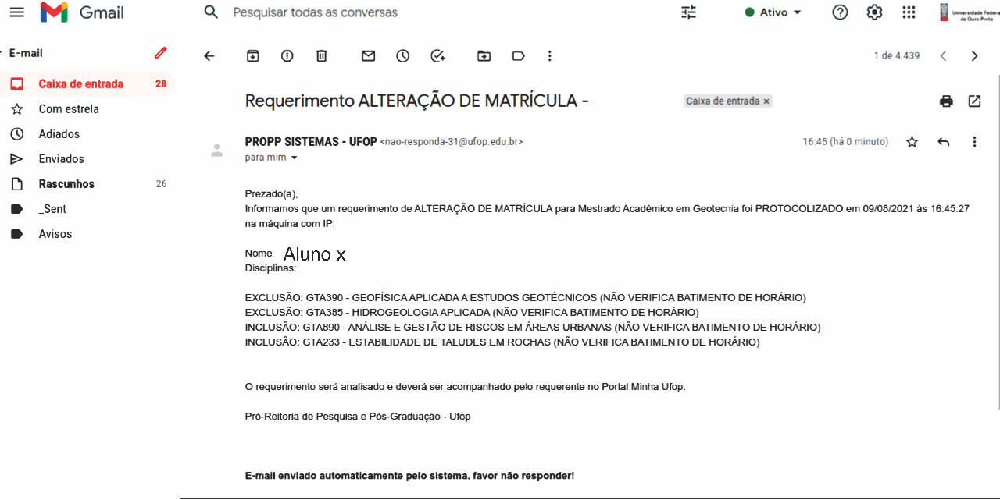 Gmail
Pesquisar todas as conversas
Ativo
Universidade Federa
de Ouro Preto
E-mail
1 de 4.439
Caixa de entrada 28
Com estrela
Adiados
Enviados
Rascunhos 26
_Sent
Avisos
Requerimento ALTERAÇÃO DE MATRÍCULA -
Caixa de entrada ×
PROPP SISTEMAS - UFOP <nao-responda-31@ufop.edu.br>
16:45 (há 0 minuto)
para mim
Prezado(a),
Informamos que um requerimento de ALTERAÇÃO DE MATRÍCULA para Mestrado Acadêmico em Geotecnia foi PROTOCOLIZADO em 09/08/2021 às 16:45:27
na máquina com IP:
Nome: Aluno x
Disciplinas:
EXCLUSÃO: GTA390 - GEOFÍSICA APLICADA A ESTUDOS GEOTÉCNICOS (NÃO VERIFICA BATIMENTO DE HORÁRIO)
EXCLUSÃO: GTA385 - HIDROGEOLOGIA APLICADA (NÃO VERIFICA BATIMENTO DE HORÁRIO)
INCLUSÃO: GTA890 - ANÁLISE E GESTÃO DE RISCOS EM ÁREAS URBANAS (NÃO VERIFICA BATIMENTO DE HORÁRIO)
INCLUSÃO: GTA233 - ESTABILIDADE DE TALUDES EM ROCHAS (NÃO VERIFICA BATIMENTO DE HORÁRIO)
O requerimento será analisado e deverá ser acompanhado pelo requerente no Portal Minha Ufop.
Pró-Reitoria de Pesquisa e Pós-Graduação - Ufop
E-mail enviado automaticamente pelo sistema, favor não responder!